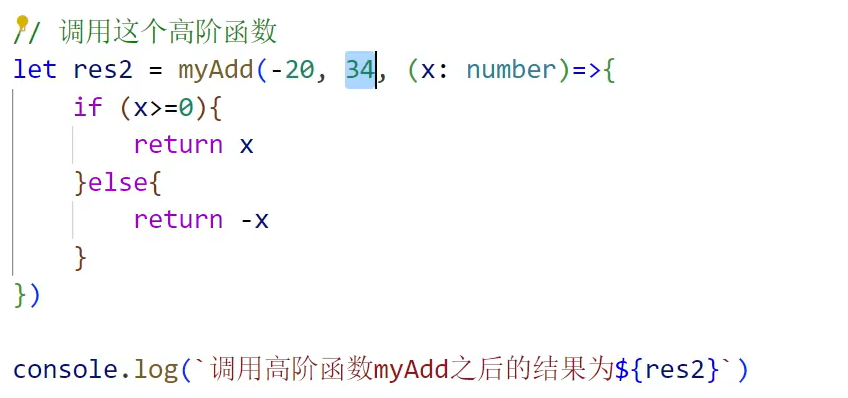 // 调用这个高阶函数
let res2 = myAdd(-20, 34, (x: number)=>{
    if (x>=0){
        return x
    }else{
        return -x
    }
})
console.log(`调用高阶函数myAdd之后的结果为${res2}`)